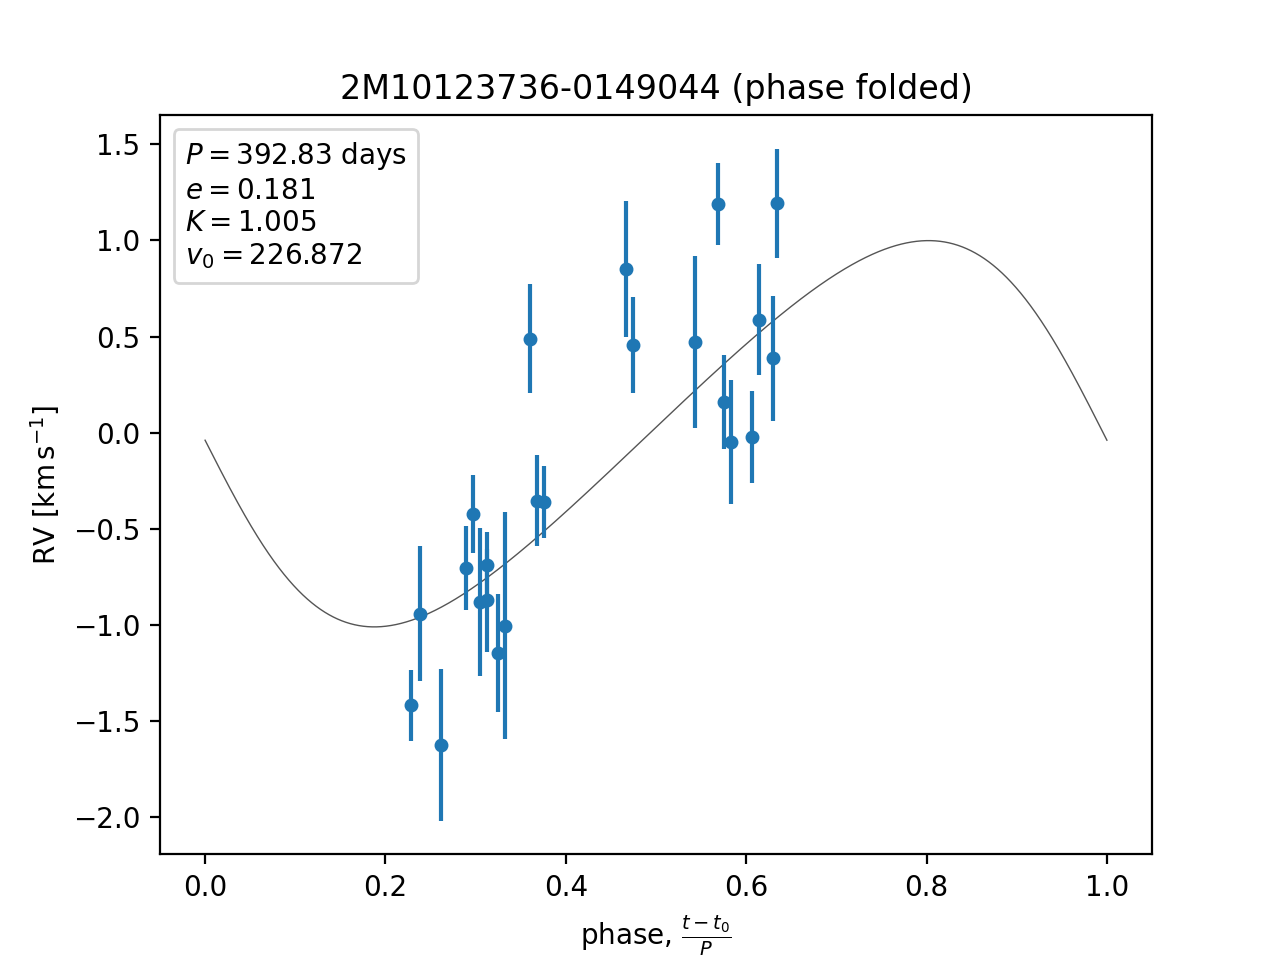 2M10123736-0149044 (phase folded)
P = 392.83 days
e = 0.181
K = 1.005
v₀ = 226.872
RV [km s⁻¹]
1.5
1.0
0.5
0.0
−0.5
−1.0
−1.5
−2.0
0.0 0.2 0.4 0.6 0.8 1.0
phase, (t − t₀)/P